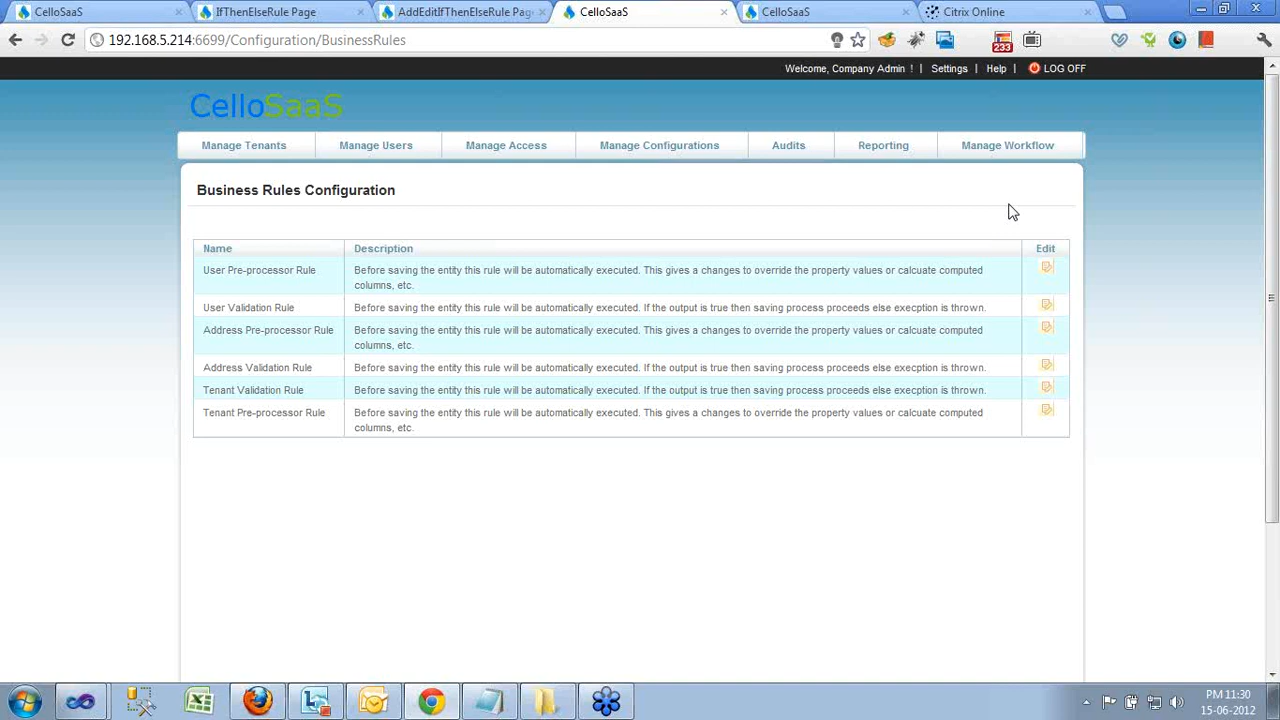 CelloSaaS
IfThenElseRule Page
AddEditIfThenElseRule Pag
CelloSaaS
CelloSaaS
Citrix Online
192.168.5.214:6699/Configuration/BusinessRules
233
Welcome, Company Admin ! | Settings | Help | LOG OFF
CelloSaaS
Manage Tenants
Manage Users
Manage Access
Manage Configurations
Audits
Reporting
Manage Workflow
Business Rules Configuration
Name
Description
Edit
User Pre-processor Rule
Before saving the entity this rule will be automatically executed. This gives a changes to override the property values or calcuate computed
columns, etc.
User Validation Rule
Before saving the entity this rule will be automatically executed. If the output is true then saving process proceeds else execption is thrown.
Address Pre-processor Rule
Before saving the entity this rule will be automatically executed. This gives a changes to override the property values or calcuate computed
columns, etc.
Address Validation Rule
Before saving the entity this rule will be automatically executed. If the output is true then saving process proceeds else execption is thrown.
Tenant Validation Rule
Before saving the entity this rule will be automatically executed. If the output is true then saving process proceeds else execption is thrown.
Tenant Pre-processor Rule
Before saving the entity this rule will be automatically executed. This gives a changes to override the property values or calcuate computed
columns, etc.
PM 11:30
15-06-2012